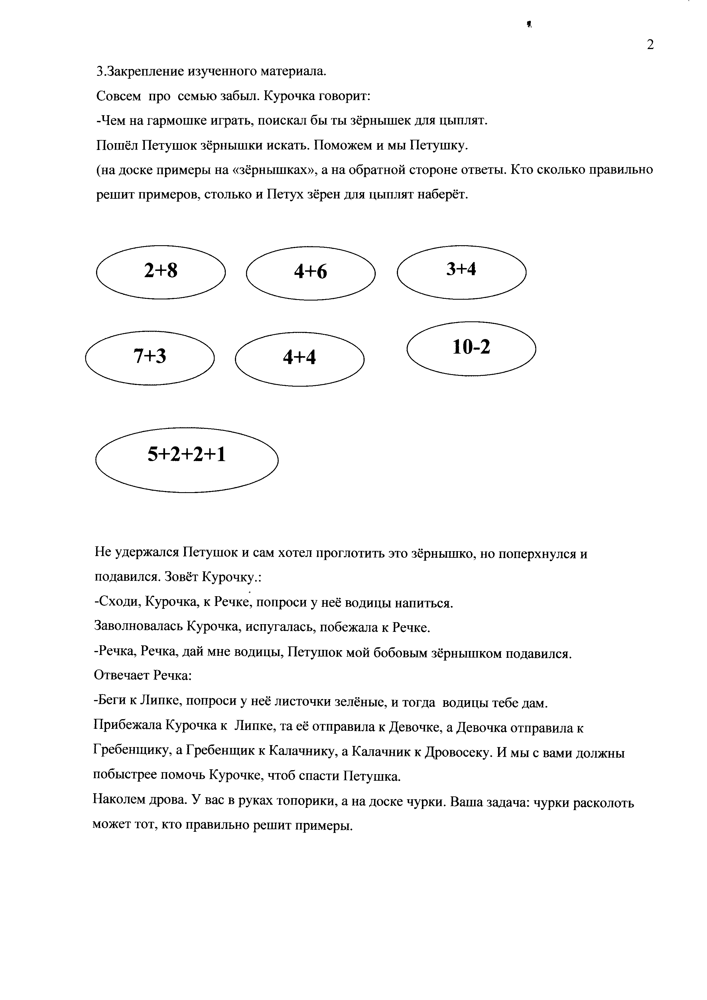 2
3.Закрепление изученного материала.
Совсем про семью забыл. Курочка говорит:
-Чем на гармошке играть, поискал бы ты зёрнышек для цыплят.
Пошёл Петушок зёрнышки искать. Поможем и мы Петушку.
(на доске примеры на «зёрнышках», а на обратной стороне ответы. Кто сколько правильно
решит примеров, столько и Петух зёрен для цыплят наберёт.
2+8 4+6 3+4
7+3 4+4 10-2
5+2+2+1
Не удержался Петушок и сам хотел проглотить это зёрнышко, но поперхнулся и
подавился. Зовёт Курочку.:
-Сходи, Курочка, к Речке, попроси у неё водицы напиться.
Заволновалась Курочка, испугалась, побежала к Речке.
-Речка, Речка, дай мне водицы, Петушок мой бобовым зёрнышком подавился.
Отвечает Речка:
-Беги к Липке, попроси у неё листочки зелёные, и тогда водицы тебе дам.
Прибежала Курочка к Липке, та её отправила к Девочке, а Девочка отправила к
Гребенщику, а Гребенщик к Калачнику, а Калачник к Дровосеку. И мы с вами должны
побыстрее помочь Курочке, чтоб спасти Петушка.
Наколем дрова. У вас в руках топорики, а на доске чурки. Ваша задача: чурки расколоть
может тот, кто правильно решит примеры.